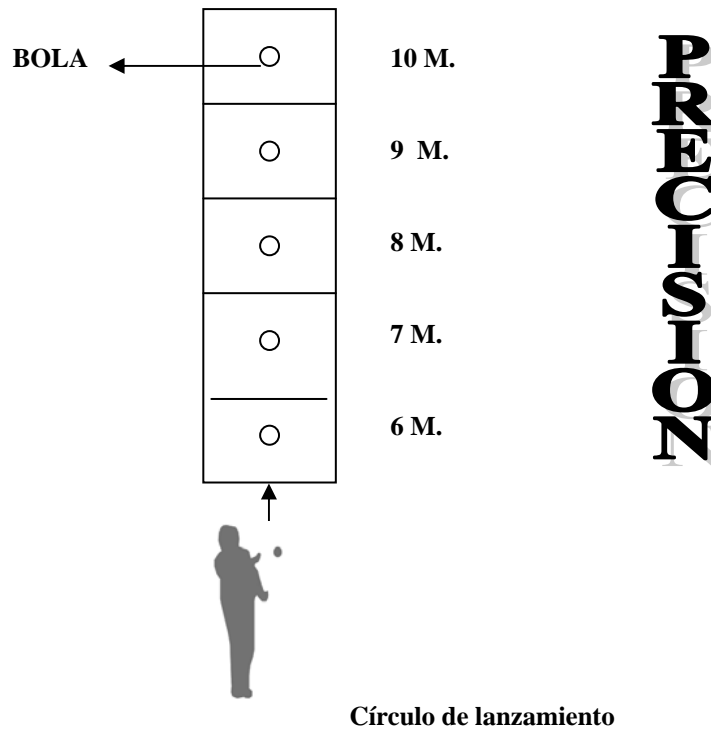 BOLA
10 M.
9 M.
8 M.
7 M.
6 M.
PRECISION
Círculo de lanzamiento